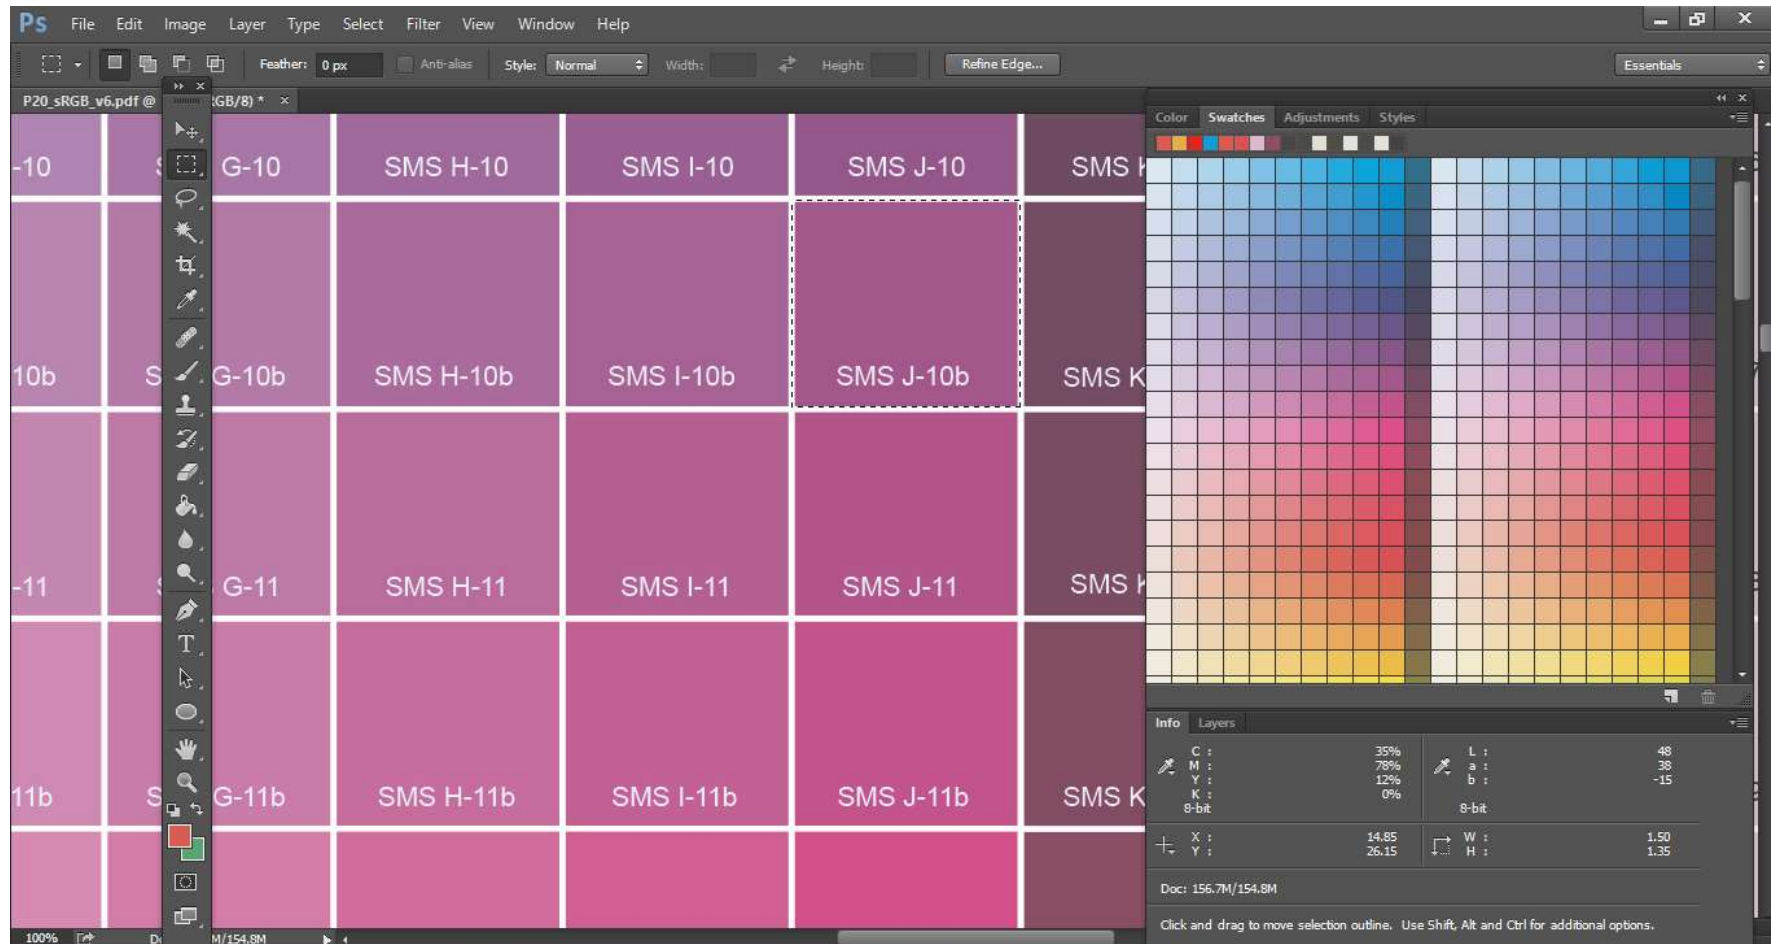 Ps File Edit Image Layer Type Select Filter View Window Help
Feather: 0 px Anti-alias Style: Normal Width: Height: Refine Edge... Essentials
P20_sRGB_v6.pdf @ RGB/8) * ×
Color Swatches Adjustments Styles
-10 G-10 SMS H-10 SMS I-10 SMS J-10 SMS
10b S G-10b SMS H-10b SMS I-10b SMS J-10b SMS K
-11 G-11 SMS H-11 SMS I-11 SMS J-11 SMS
11b S G-11b SMS H-11b SMS I-11b SMS J-11b SMS K
T
Info Layers
C : 35% L : 48
M : 78% a : 38
Y : 12% b : -15
K : 0%
8-bit 8-bit
X : 14.85 W : 1.50
Y : 26.15 H : 1.35
Doc: 156.7M/154.8M
Click and drag to move selection outline. Use Shift, Alt and Ctrl for additional options.
100% D M/154.8M